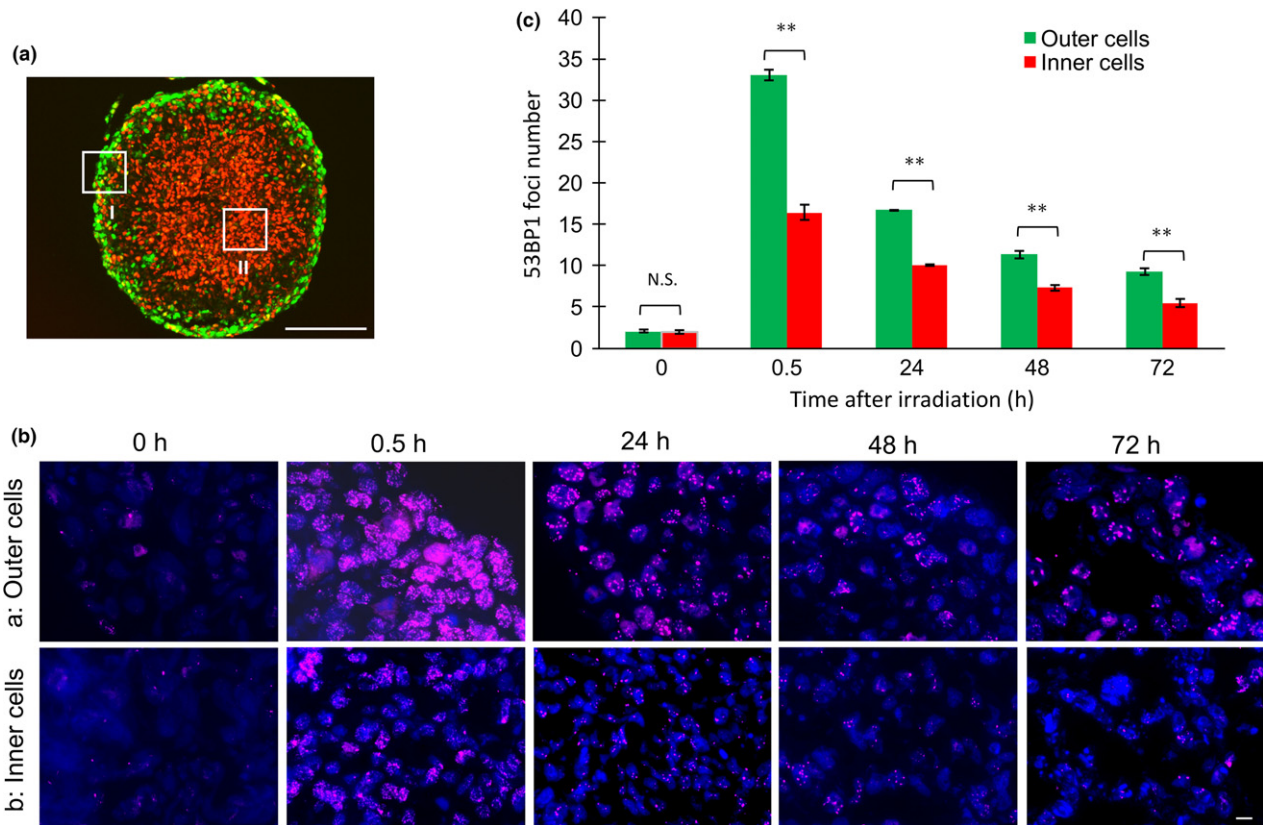 (a)
I
II
(c)
53BP1 foci number
40
35
30
25
20
15
10
5
0
**
**
**
**
N.S.
Outer cells
Inner cells
0 0.5 24 48 72
Time after irradiation (h)
(b)
0 h 0.5 h 24 h 48 h 72 h
a: Outer cells
b: Inner cells